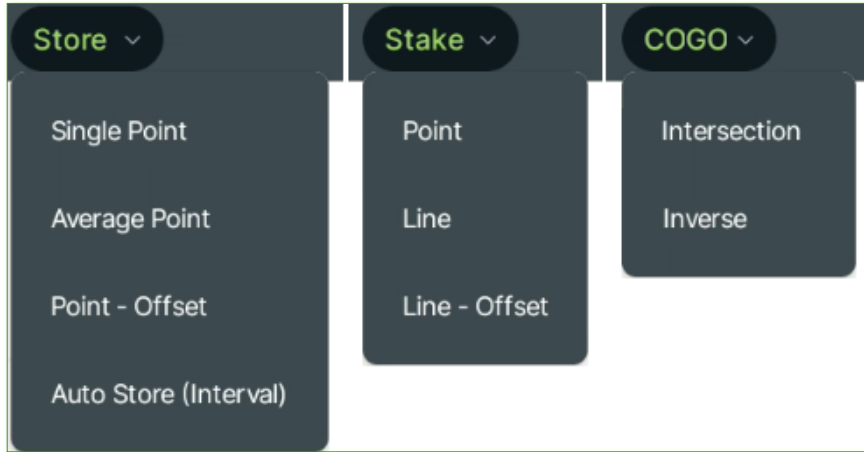 Store
Single Point
Average Point
Point - Offset
Auto Store (Interval)
Stake
Point
Line
Line - Offset
COGO
Intersection
Inverse